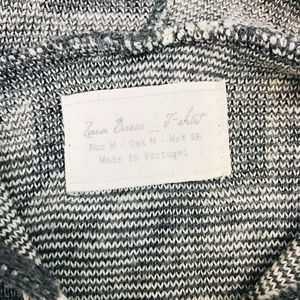 Zara Basic _ T-shirt
Eur M - Usa M - Mex 28
Made in Portugal